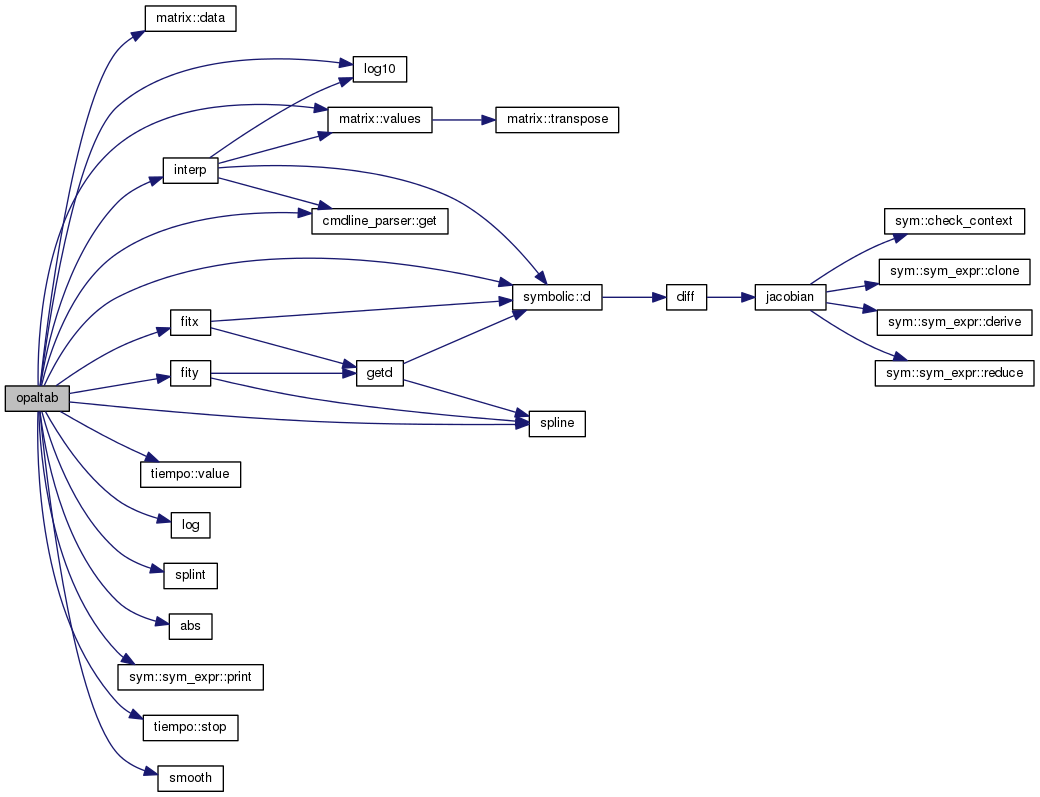 matrix::data
log10
matrix::values
matrix::transpose
interp
cmdline_parser::get
sym::check_context
sym::sym_expr::clone
symbolic::d
diff
jacobian
fitx
sym::sym_expr::derive
fity
getd
sym::sym_expr::reduce
opaltab
spline
tiempo::value
log
splint
abs
sym::sym_expr::print
tiempo::stop
smooth